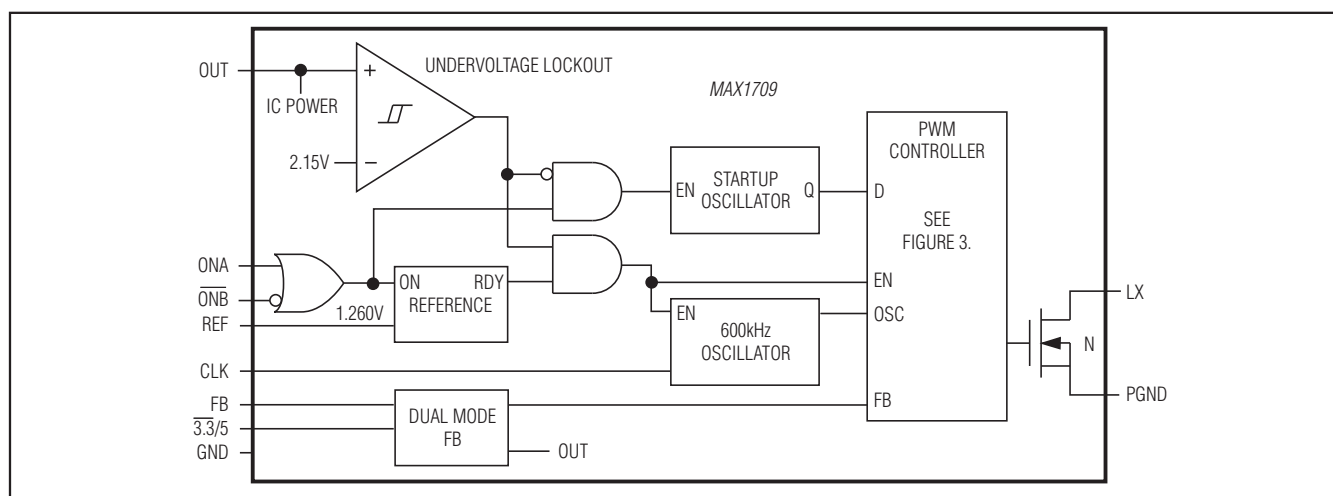 OUT
+
UNDERVOLTAGE LOCKOUT
IC POWER
2.15V
−
MAX1709
PWM
CONTROLLER
SEE
FIGURE 3.
EN
STARTUP
OSCILLATOR
Q
D
ONA
ONB
REF
1.260V
ON
RDY
REFERENCE
EN
600kHz
OSCILLATOR
EN
OSC
LX
N
PGND
CLK
FB
3.3/5
GND
DUAL MODE
FB
OUT
FB